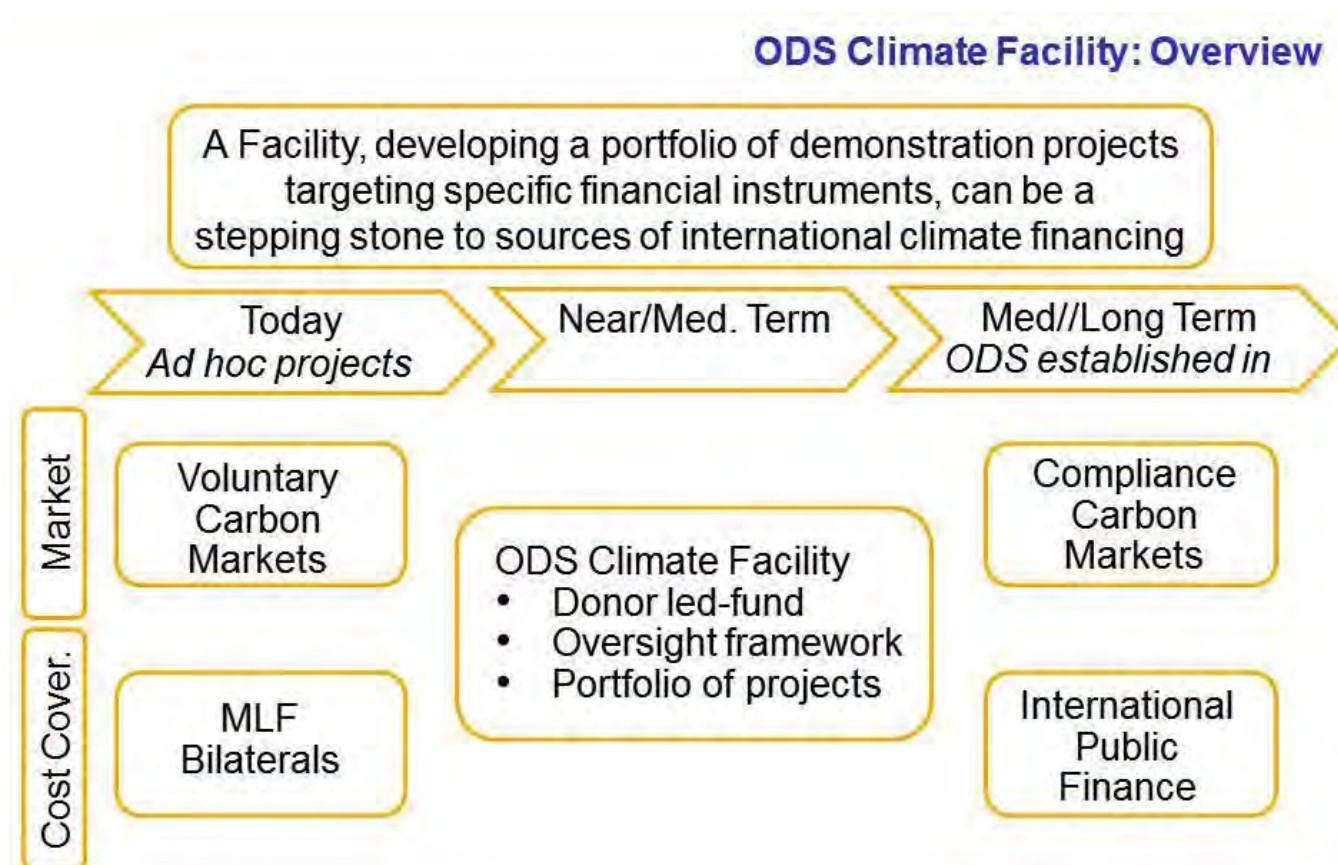 ODS Climate Facility: Overview
A Facility, developing a portfolio of demonstration projects
targeting specific financial instruments, can be a
stepping stone to sources of international climate financing
Today
Ad hoc projects
Near/Med. Term
Med//Long Term
ODS established in
Market
Voluntary
Carbon
Markets
ODS Climate Facility
• Donor led-fund
• Oversight framework
• Portfolio of projects
Compliance
Carbon
Markets
Cost Cover.
MLF
Bilaterals
International
Public
Finance